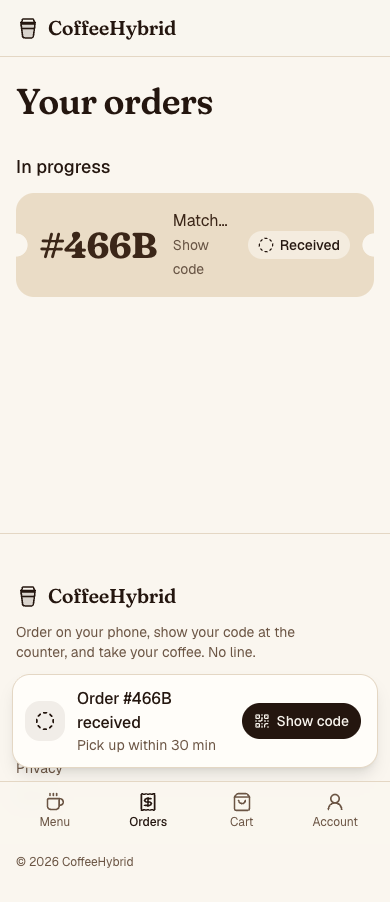 CoffeeHybrid
Your orders
In progress
#466B
Match...
Show
code
Received
CoffeeHybrid
Order on your phone, show your code at the
counter, and take your coffee. No line.
Order #466B
received
Pick up within 30 min
Show code
Privacy
Menu
Orders
Cart
Account
© 2026 CoffeeHybrid